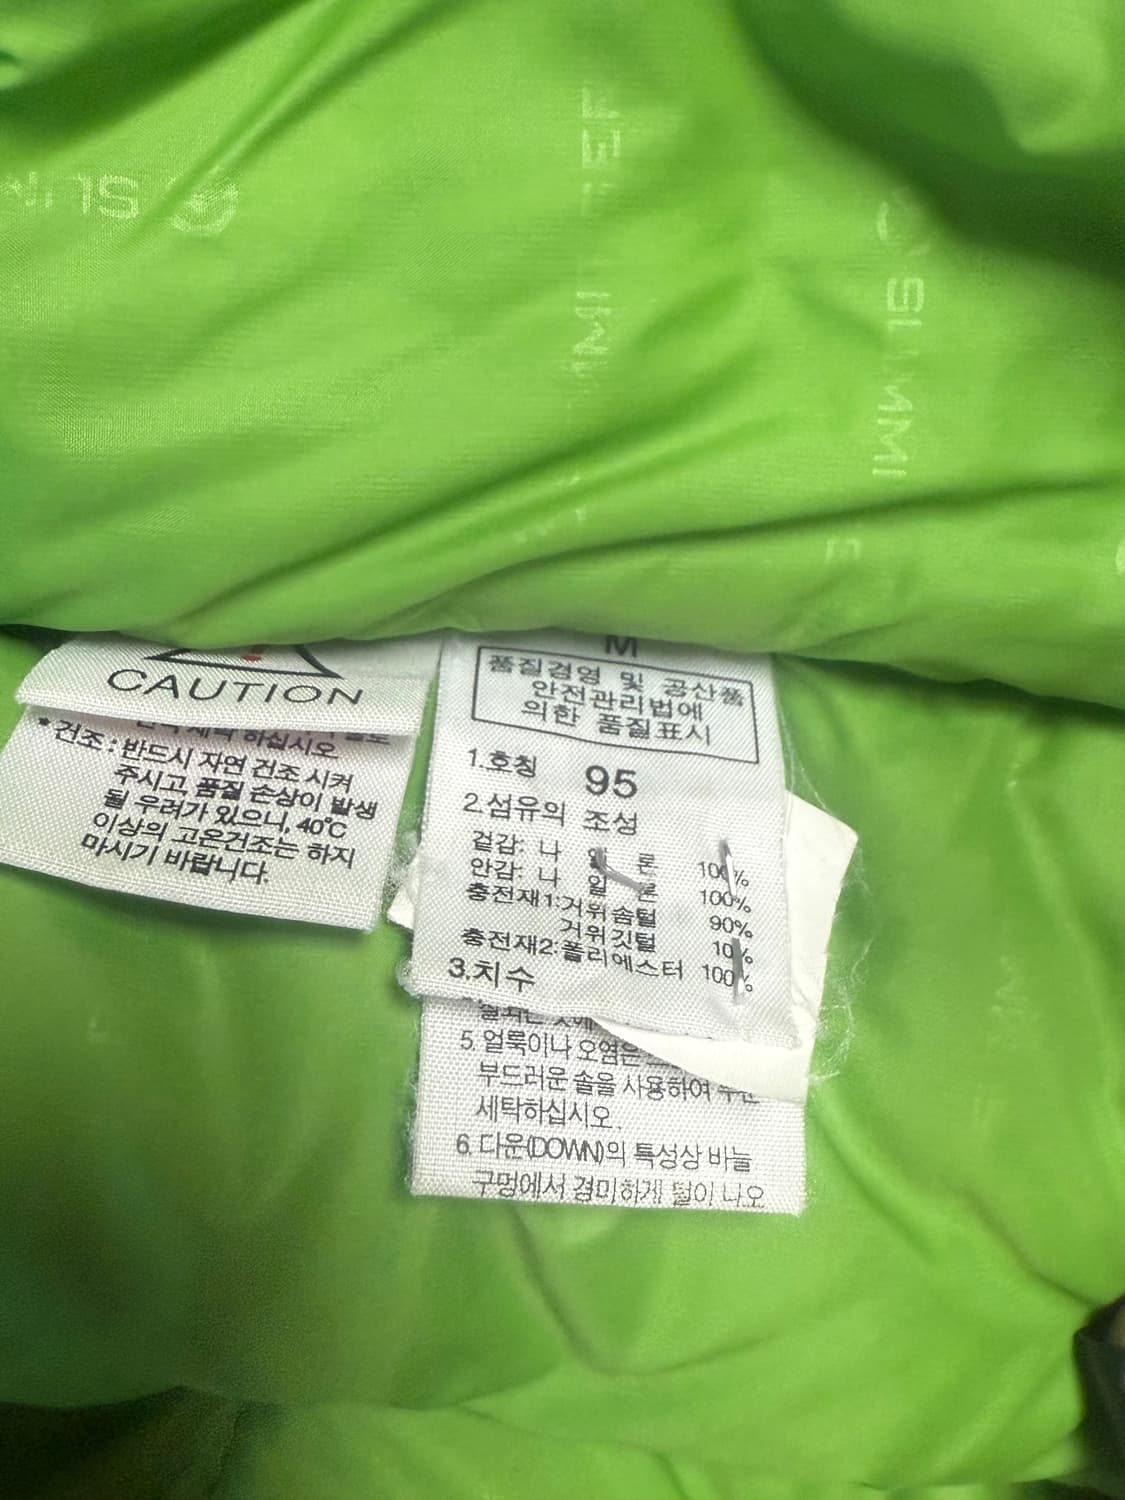 CAUTION
하십시오
*건조 : 반드시 자연 건조 시켜
주시고, 품질 손상이 발생
될 우려가 있으니, 40℃
이상의 고온건조는 하지
마시기 바랍니다.
M
품질경영 및 공산품
안전관리법에
의한 품질표시
1.호칭 95
2.섬유의 조성
겉감: 나 일 론 100%
안감: 나 일 론 100%
충전재1:거위솜털 90%
거위깃털 10%
충전재2:폴리에스터 100%
3.치수
5. 얼룩이나 오염은
부드러운 솔을 사용하여
세탁하십시오.
6. 다운(DOWN)의 특성상 바늘
구멍에서 경미하게 털이 나오